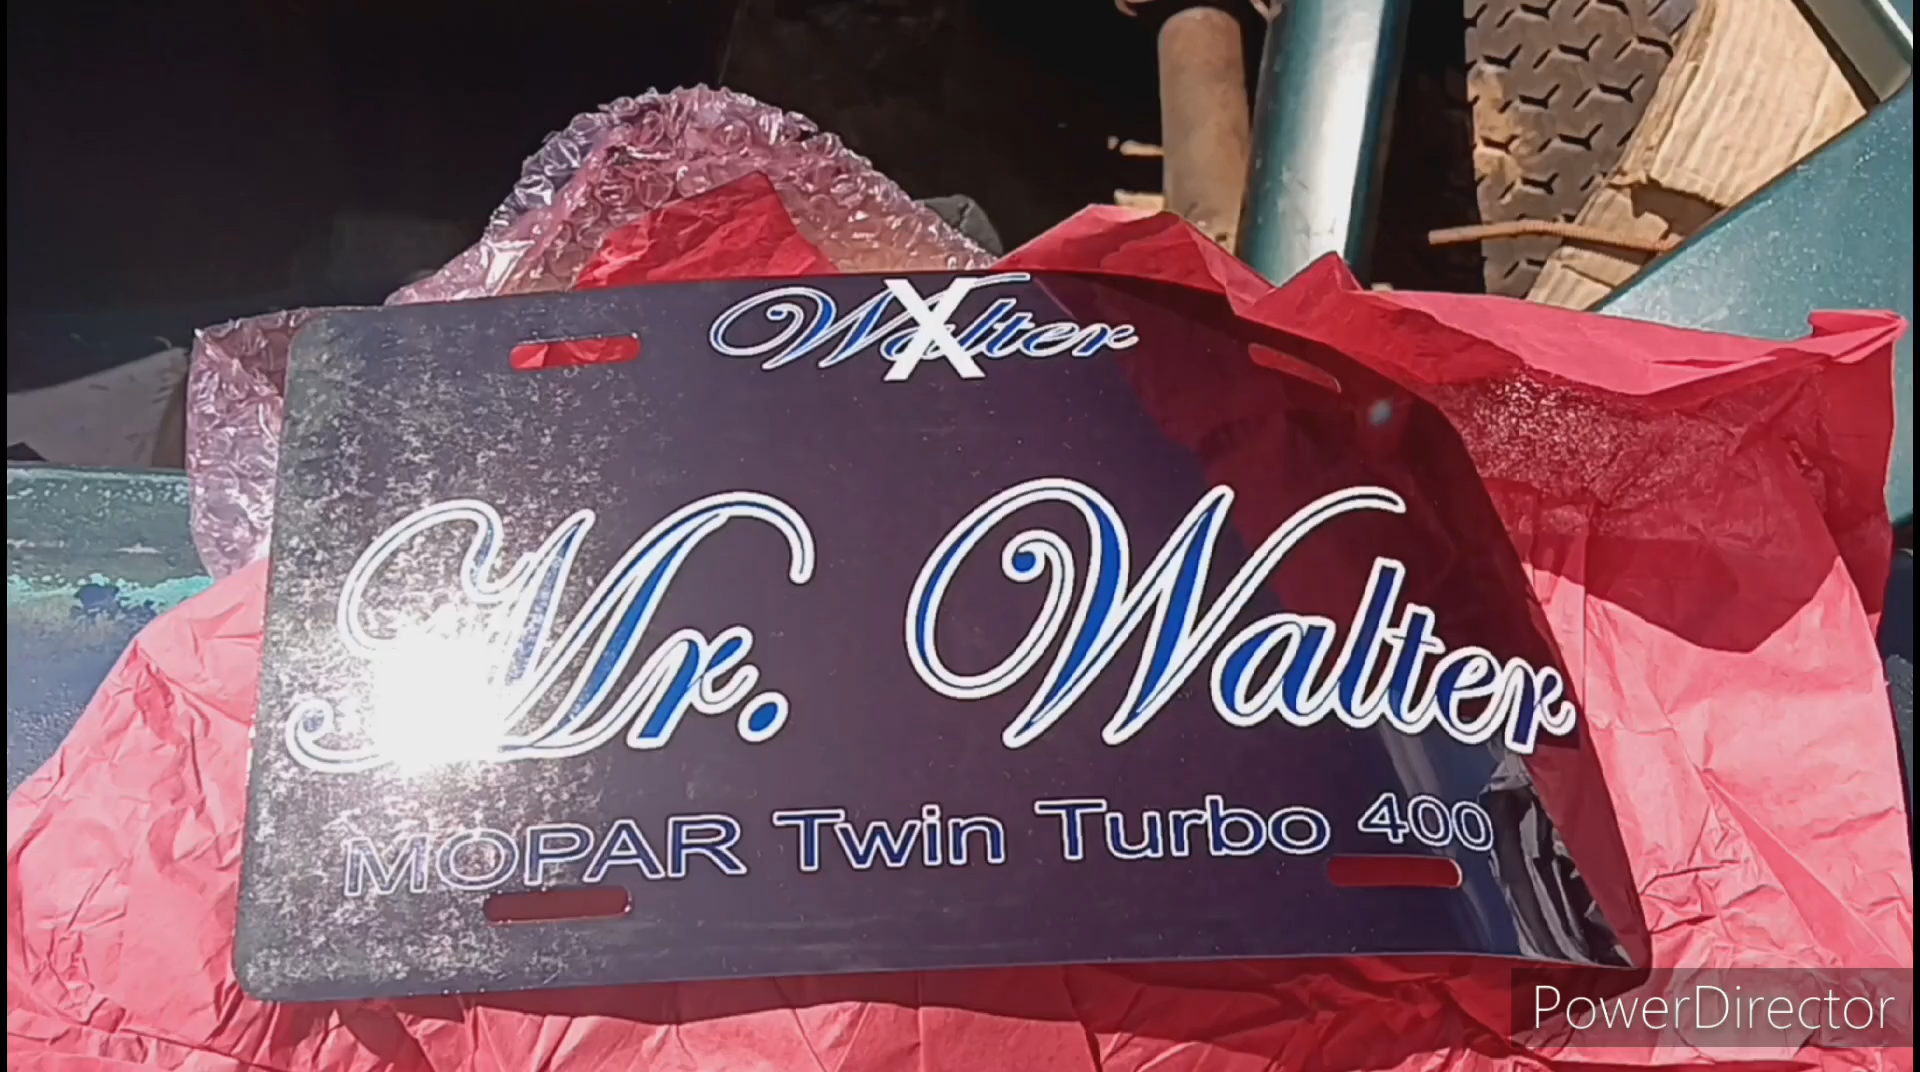 Walter
X
Mr. Walter
MOPAR Twin Turbo 400
PowerDirector